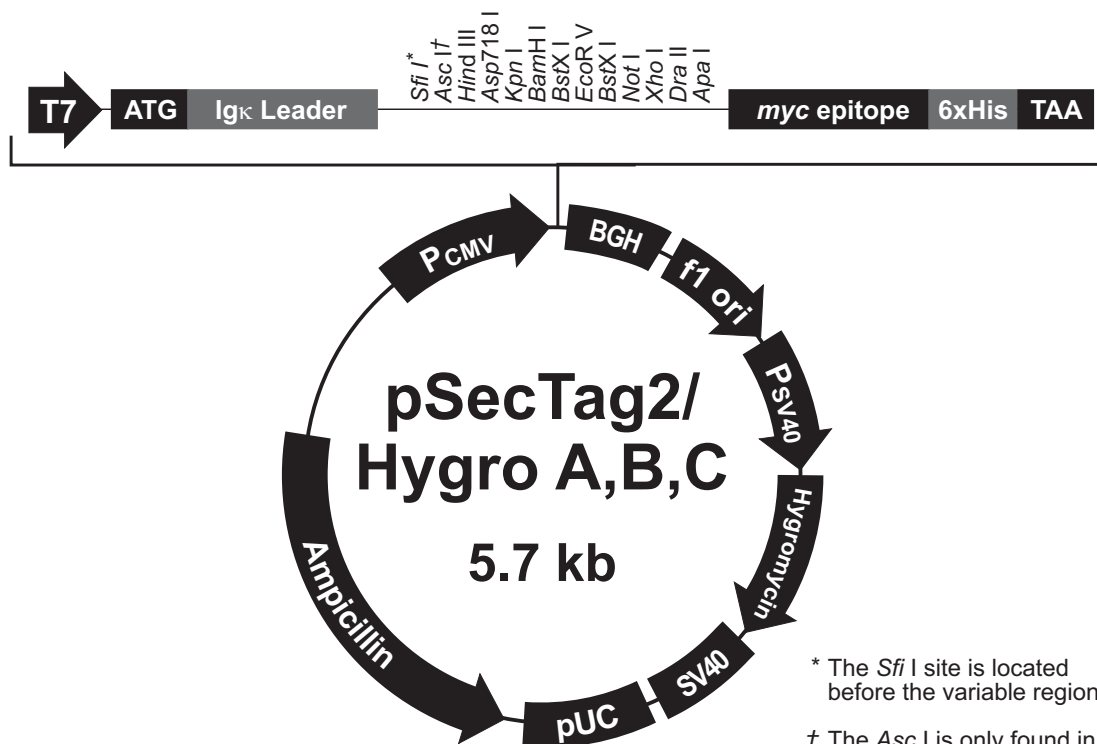 Sfi I*
Asc I†
Hind III
Asp718 I
Kpn I
BamH I
BstX I
EcoR V
BstX I
Not I
Xho I
Dra II
Apa I
T7
ATG
Igκ Leader
myc epitope
6xHis
TAA
PCMV
BGH
f1 ori
PSV40
Hygromycin
SV40
pUC
Ampicillin
pSecTag2/
Hygro A,B,C
5.7 kb
* The Sfi I site is located
before the variable region
† The Asc I is only found in